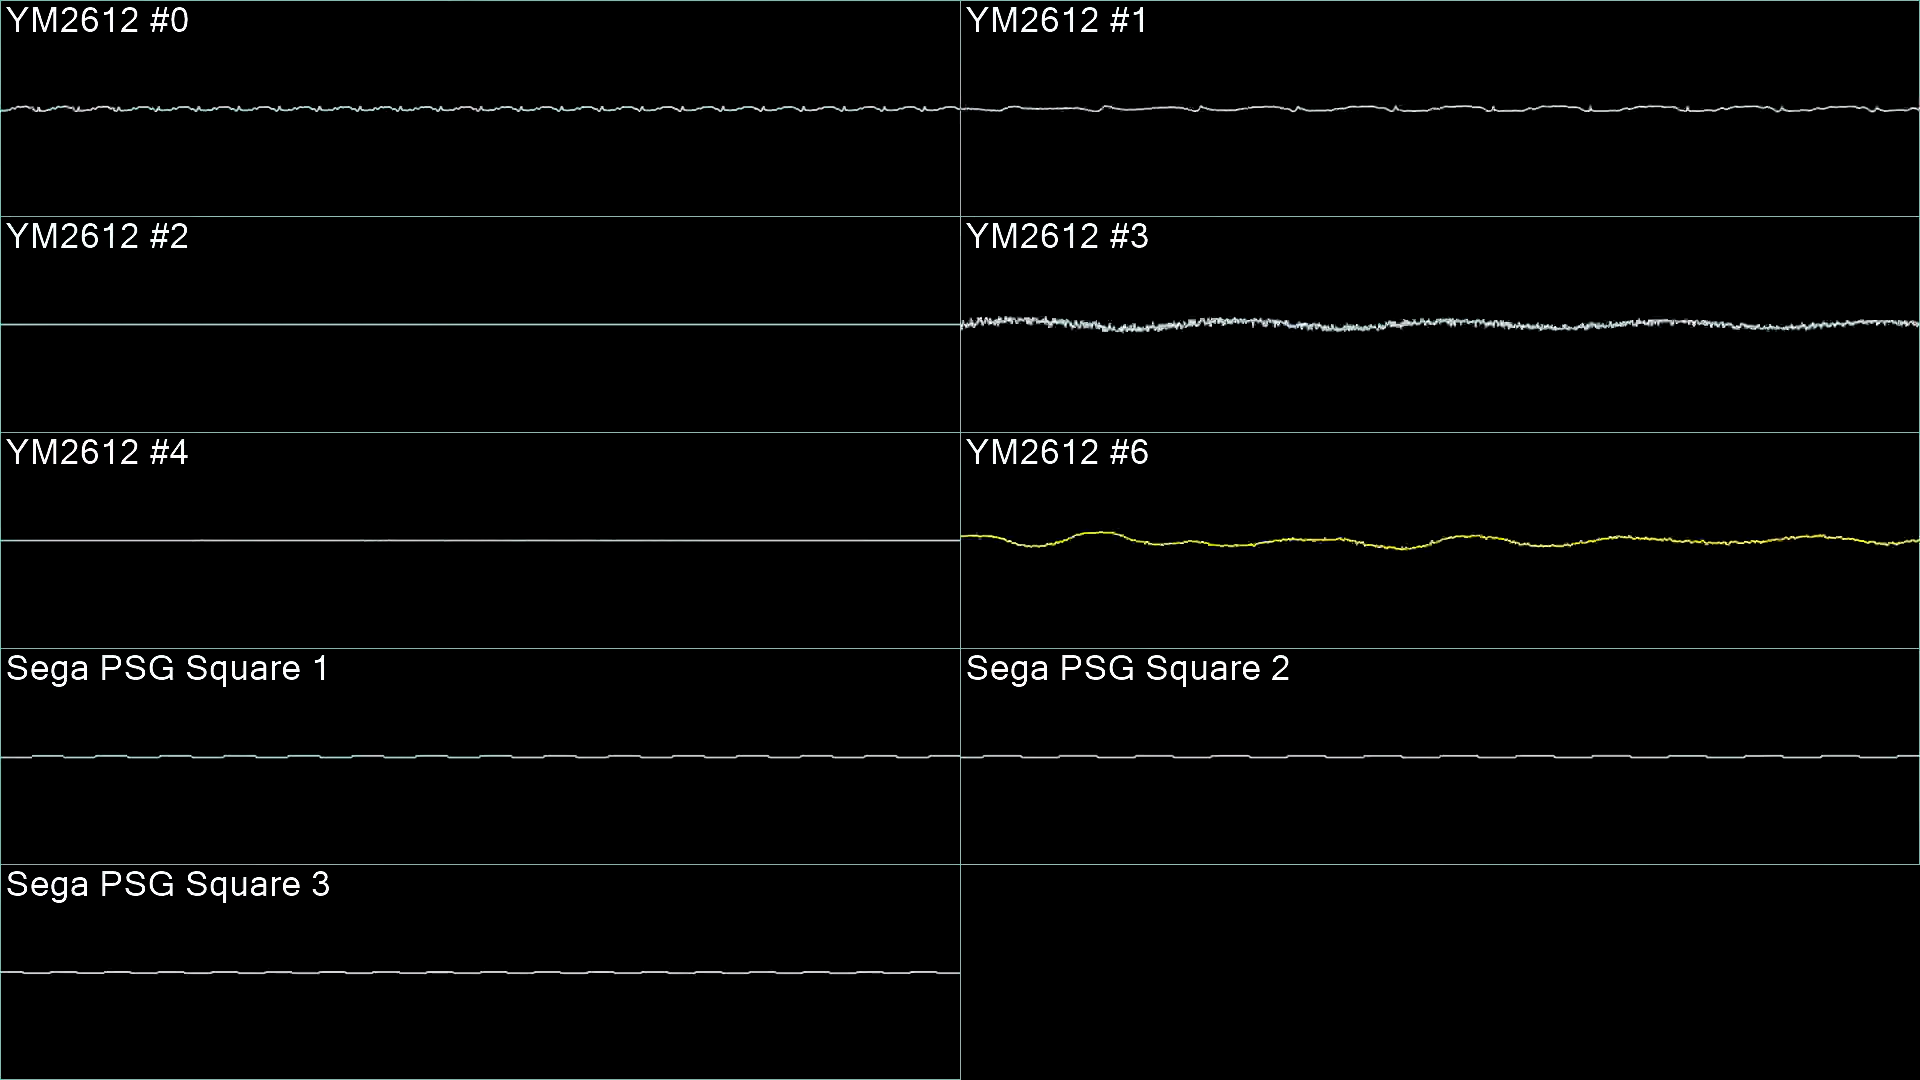 YM2612 #0
YM2612 #1
YM2612 #2
YM2612 #3
YM2612 #4
YM2612 #6
Sega PSG Square 1
Sega PSG Square 2
Sega PSG Square 3